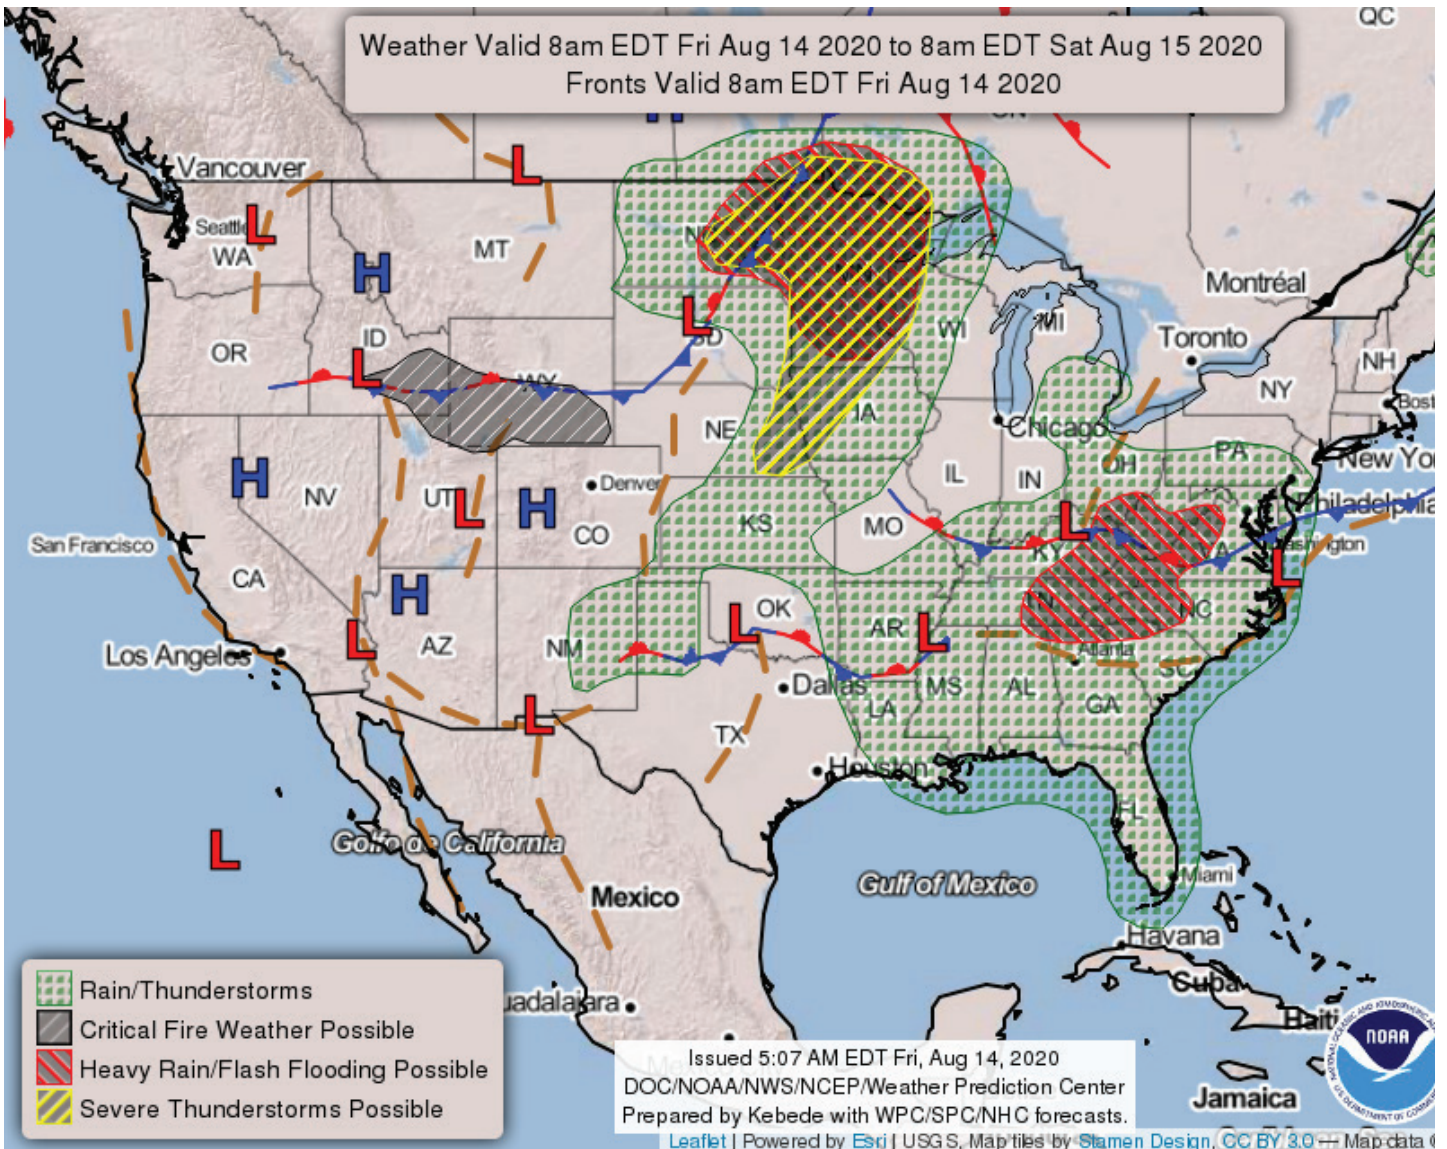 Weather Valid 8am EDT Fri Aug 14 2020 to 8am EDT Sat Aug 15 2020
Fronts Valid 8am EDT Fri Aug 14 2020
QC
H
Vancouver
L
Seattle
L
WA
MT
H
Montréal
OR
ID
L
L
SD
WI
MI
Toronto
NH
NY
WY
L
Bost
NE
IA
Chicago
PA
New Yor
OH
IL
IN
H
NV
UT
L
H
Denver
CO
KS
MO
L
KY
VA
Philadelphia
Washington
San Francisco
CA
H
AZ
L
Los Angeles
NM
L
OK
AR
L
TN
NC
L
Atlanta
SC
Dallas
LA
MS
AL
GA
L
TX
Houston
FL
L
Golfo de California
Mexico
Gulf of Mexico
Miami
Havana
Cuba
Haiti
Rain/Thunderstorms
Critical Fire Weather Possible
Heavy Rain/Flash Flooding Possible
Severe Thunderstorms Possible
uadalajara
Mexico City
Issued 5:07 AM EDT Fri, Aug 14, 2020
DOC/NOAA/NWS/NCEP/Weather Prediction Center
Prepared by Kebede with WPC/SPC/NHC forecasts.
NOAA
Jamaica
Leaflet | Powered by Esri | USGS, Map tiles by Stamen Design, CC BY 3.0 — Map data ©